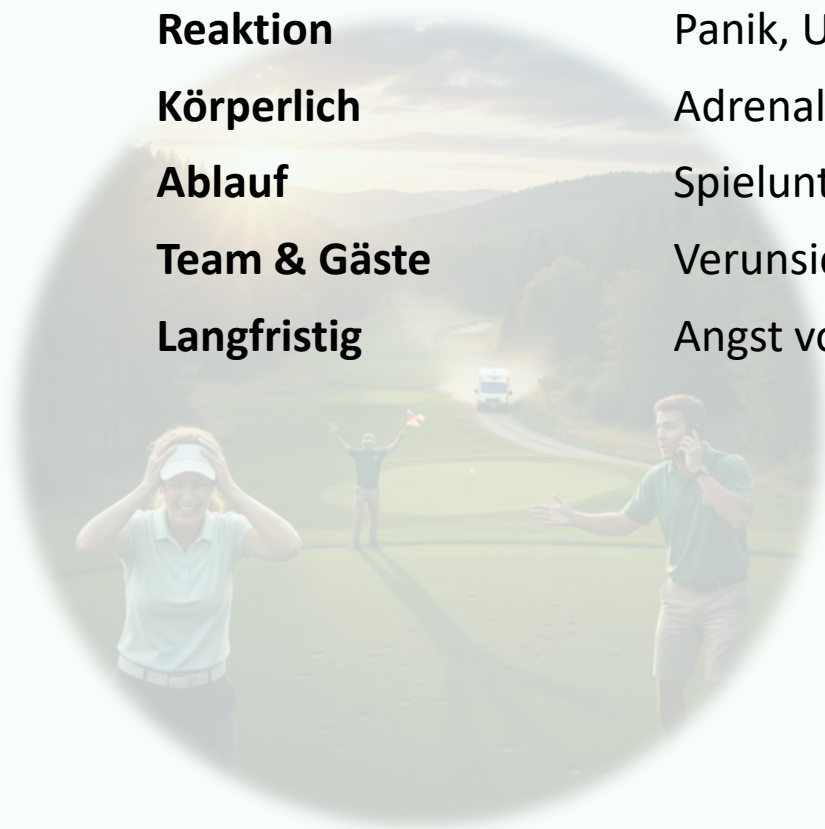 Reaktion Panik, U
Körperlich Adrenal
Ablauf Spielunt
Team & Gäste Verunsic
Langfristig Angst vo